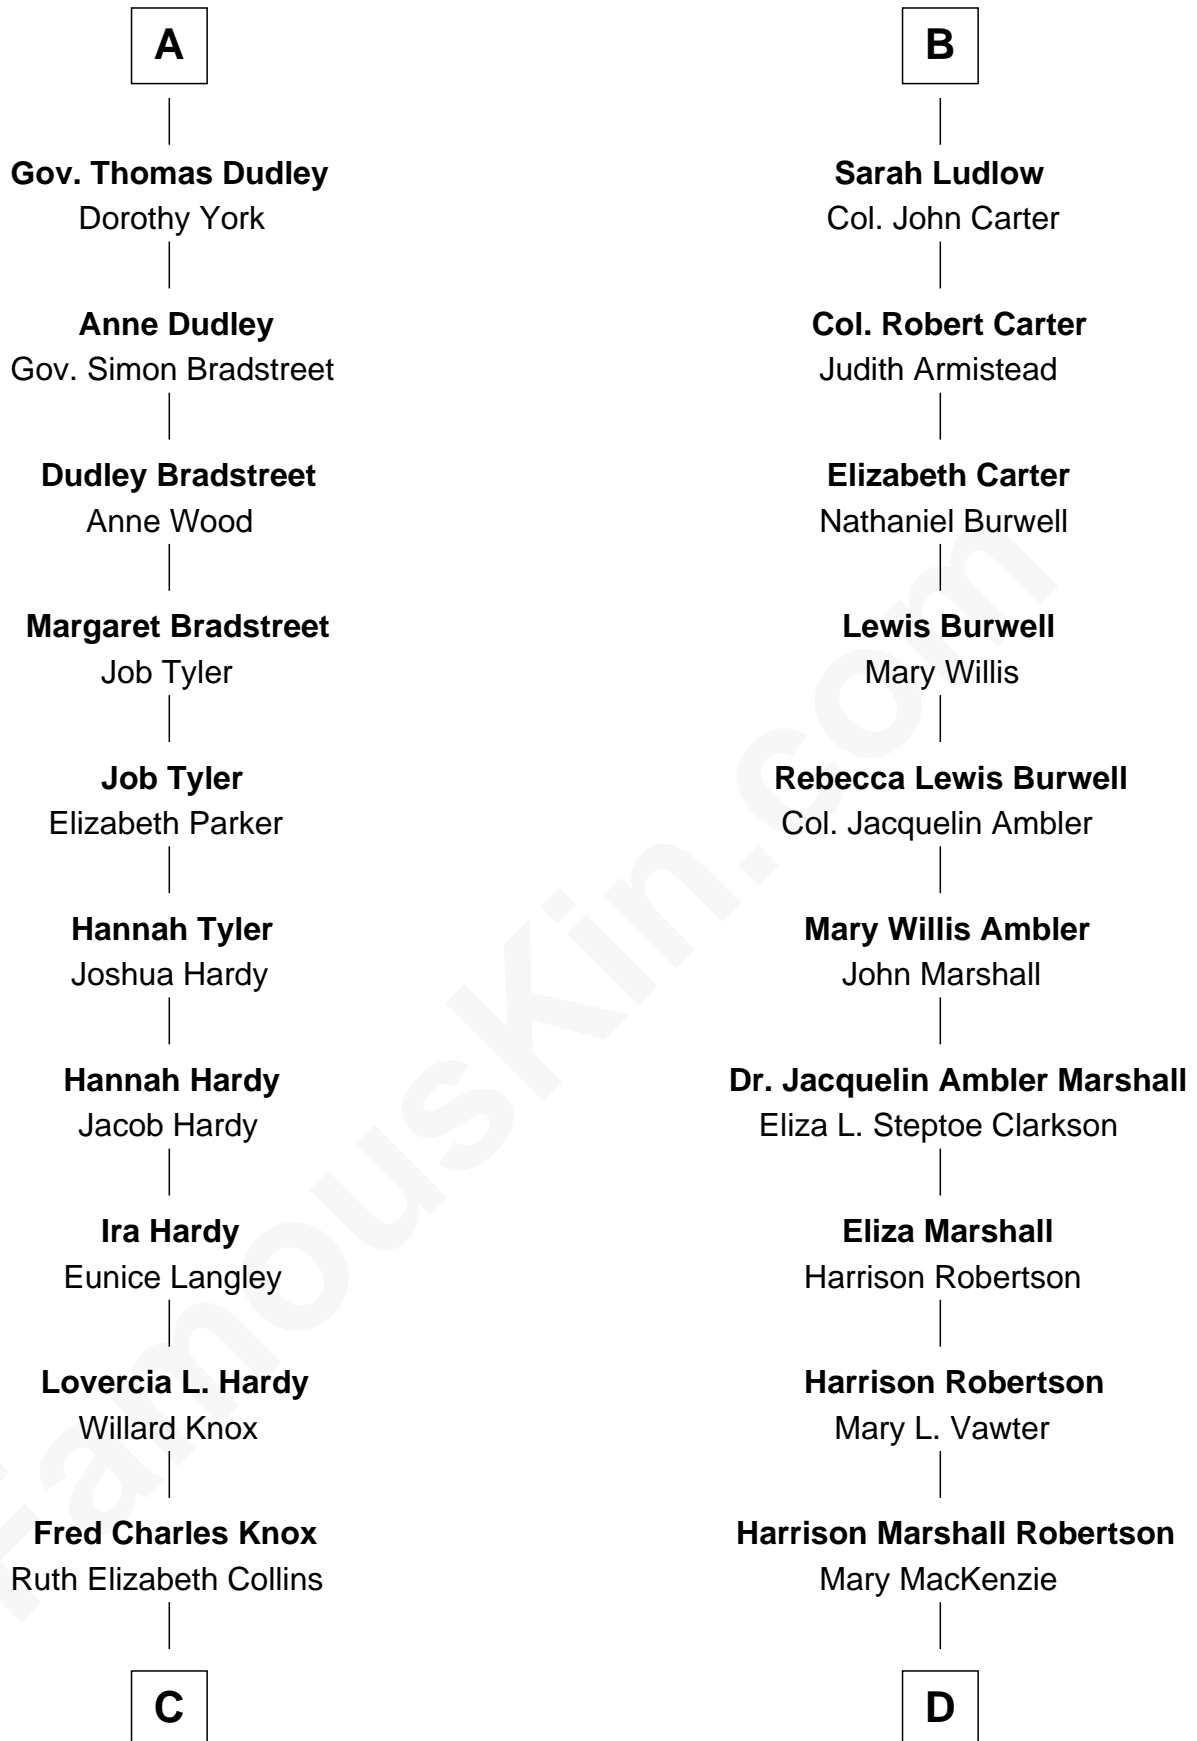 A
Gov. Thomas Dudley
Dorothy York
Anne Dudley
Gov. Simon Bradstreet
Dudley Bradstreet
Anne Wood
Margaret Bradstreet
Job Tyler
Job Tyler
Elizabeth Parker
Hannah Tyler
Joshua Hardy
Hannah Hardy
Jacob Hardy
Ira Hardy
Eunice Langley
Lovercia L. Hardy
Willard Knox
Fred Charles Knox
Ruth Elizabeth Collins
C
B
Sarah Ludlow
Col. John Carter
Col. Robert Carter
Judith Armistead
Elizabeth Carter
Nathaniel Burwell
Lewis Burwell
Mary Willis
Rebecca Lewis Burwell
Col. Jacquelin Ambler
Mary Willis Ambler
John Marshall
Dr. Jacquelin Ambler Marshall
Eliza L. Steptoe Clarkson
Eliza Marshall
Harrison Robertson
Harrison Robertson
Mary L. Vawter
Harrison Marshall Robertson
Mary MacKenzie
D
FamousKin.com